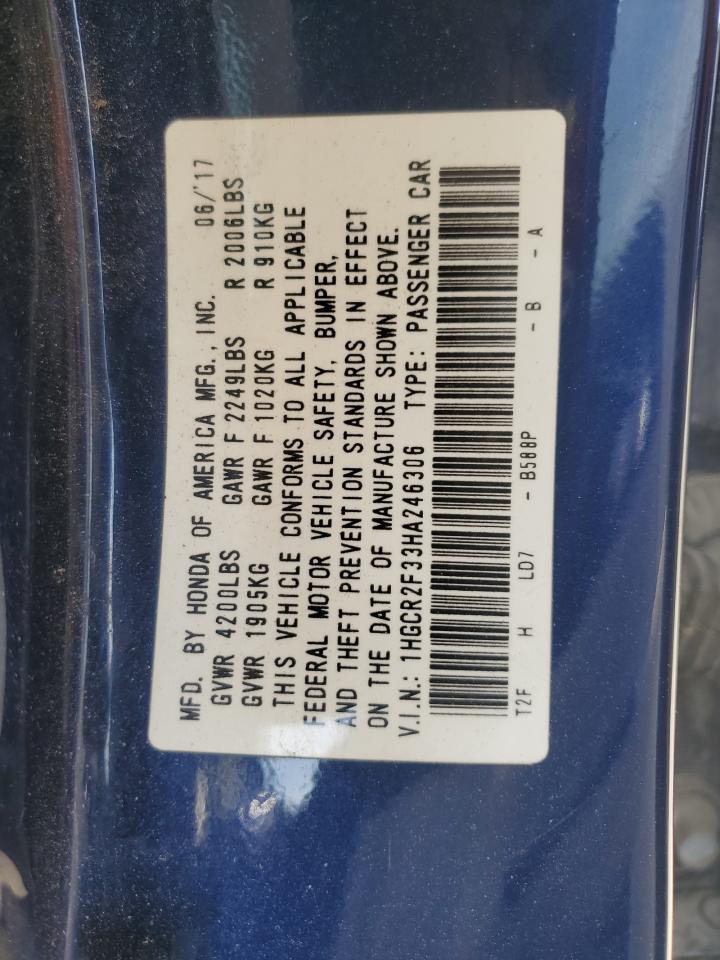 MFD. BY HONDA OF AMERICA MFG., INC. 06/'17
GVWR 4200LBS GAWR F 2249LBS R 2006LBS
GVWR 1905KG GAWR F 1020KG R 910KG
THIS VEHICLE CONFORMS TO ALL APPLICABLE
FEDERAL MOTOR VEHICLE SAFETY, BUMPER,
AND THEFT PREVENTION STANDARDS IN EFFECT
ON THE DATE OF MANUFACTURE SHOWN ABOVE.
V.I.N.: 1HGCR2F33HA246306 TYPE: PASSENGER CAR
T2F H LD7 - B588P - B - A